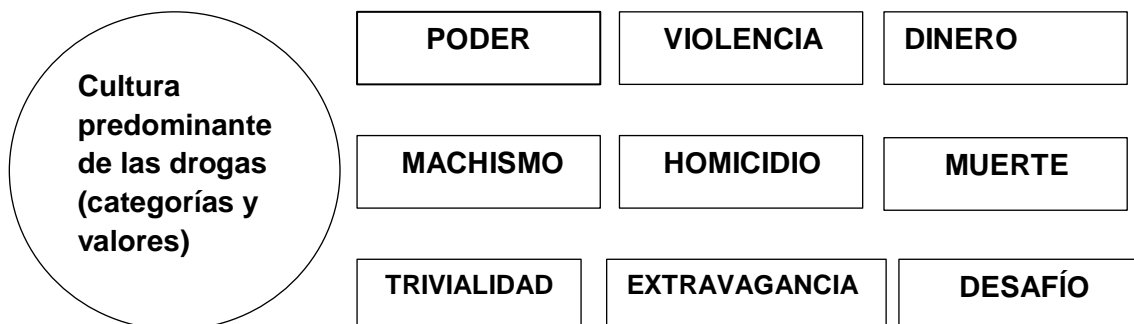 Cultura
predominante
de las drogas
(categorías y
valores)
PODER
VIOLENCIA
DINERO
MACHISMO
HOMICIDIO
MUERTE
TRIVIALIDAD
EXTRAVAGANCIA
DESAFÍO